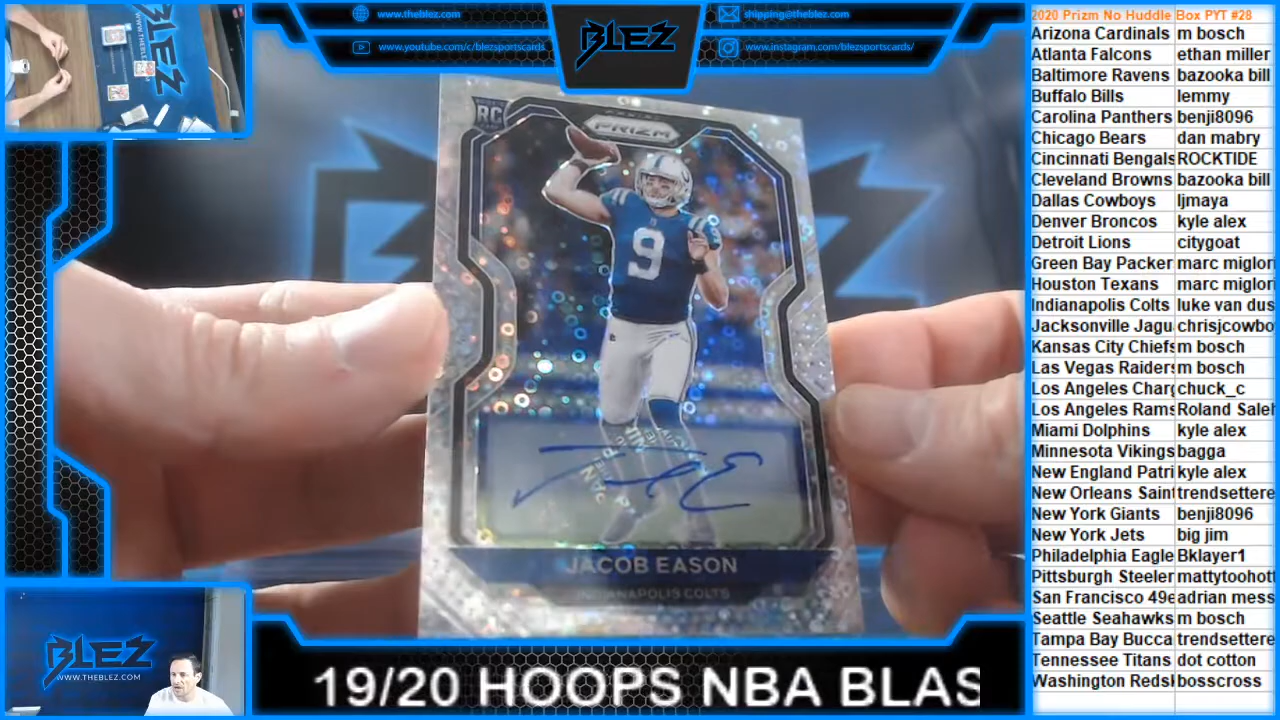 www.theblez.com
www.youtube.com/c/blezsportscards
BLEZ
shipping@theblez.com
www.instagram.com/blezsportscards/
RC
PANINI
PRIZM
9
JACOB EASON
INDIANAPOLIS COLTS
BLEZ
WWW.THEBLEZ.COM
19/20 HOOPS NBA BLAS
2020 Prizm No Huddle Box PYT #28
Arizona Cardinals m bosch
Atlanta Falcons ethan miller
Baltimore Ravens bazooka bill
Buffalo Bills lemmy
Carolina Panthers benji8096
Chicago Bears dan mabry
Cincinnati Bengals ROCKTIDE
Cleveland Browns bazooka bill
Dallas Cowboys ljmaya
Denver Broncos kyle alex
Detroit Lions citygoat
Green Bay Packer marc miglior
Houston Texans marc miglior
Indianapolis Colts luke van dus
Jacksonville Jagu chrisjcowbo
Kansas City Chiefs m bosch
Las Vegas Raiders m bosch
Los Angeles Charg chuck_c
Los Angeles Rams Roland Saleh
Miami Dolphins kyle alex
Minnesota Vikings bagga
New England Patri kyle alex
New Orleans Saint trendsettere
New York Giants benji8096
New York Jets big jim
Philadelphia Eagle Bklayer1
Pittsburgh Steeler mattytoohott
San Francisco 49e adrian mess
Seattle Seahawks m bosch
Tampa Bay Bucca trendsettere
Tennessee Titans dot cotton
Washington Redsk bosscross